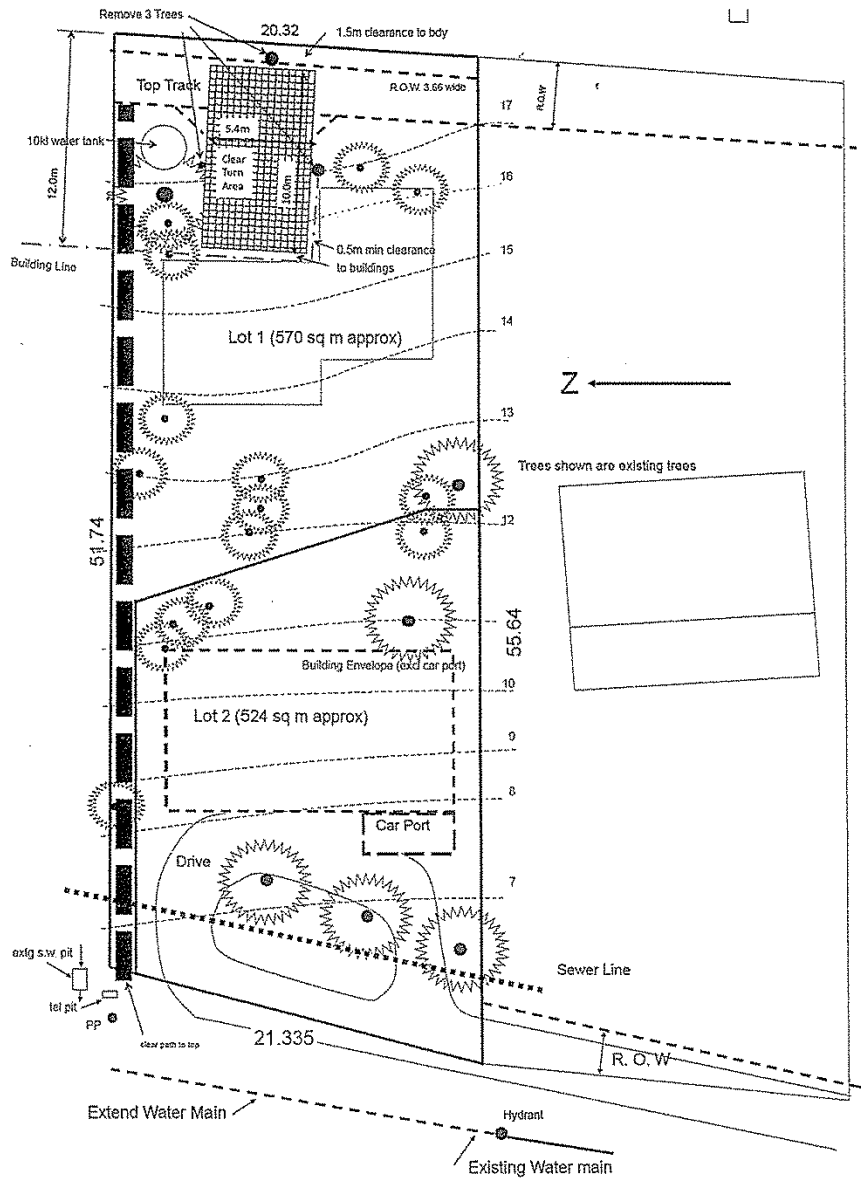 Remove 3 Trees
20.32
1.5m clearance to bdy
Top Track
R.O.W. 3.66 wide
R.O.W
17
10kl water tank
5.4m
12.0m
Clear
Turn
Area
10.0m
16
0.5m min clearance
to buildings
15
Building Line
14
Lot 1 (570 sq m approx)
Z
13
Trees shown are existing trees
12
51.74
55.64
Building Envelope (excl car port)
10
Lot 2 (524 sq m approx)
9
8
Car Port
Drive
7
Sewer Line
exitg s.w. pit
tel pit
PP
clear path to top
21.335
R. O. W
Extend Water Main
Hydrant
Existing Water main